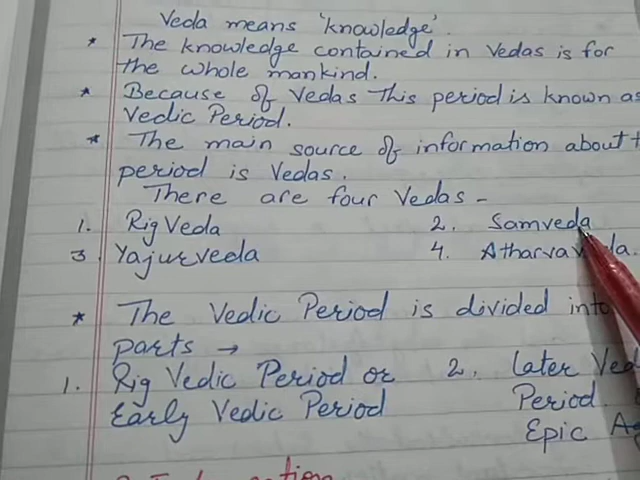 Veda means 'knowledge'.
* The knowledge contained in Vedas is for
the whole mankind.
* Because of Vedas This period is known as
Vedic Period.
* The main source of information about
period is Vedas.
There are four Vedas -
1. Rig Veda 2. Samveda
3. Yajurveda 4.
* The Vedic Period is divided into
parts →
1. Rig Vedic Period or 2. Later
Early Vedic Period Period.
Epic